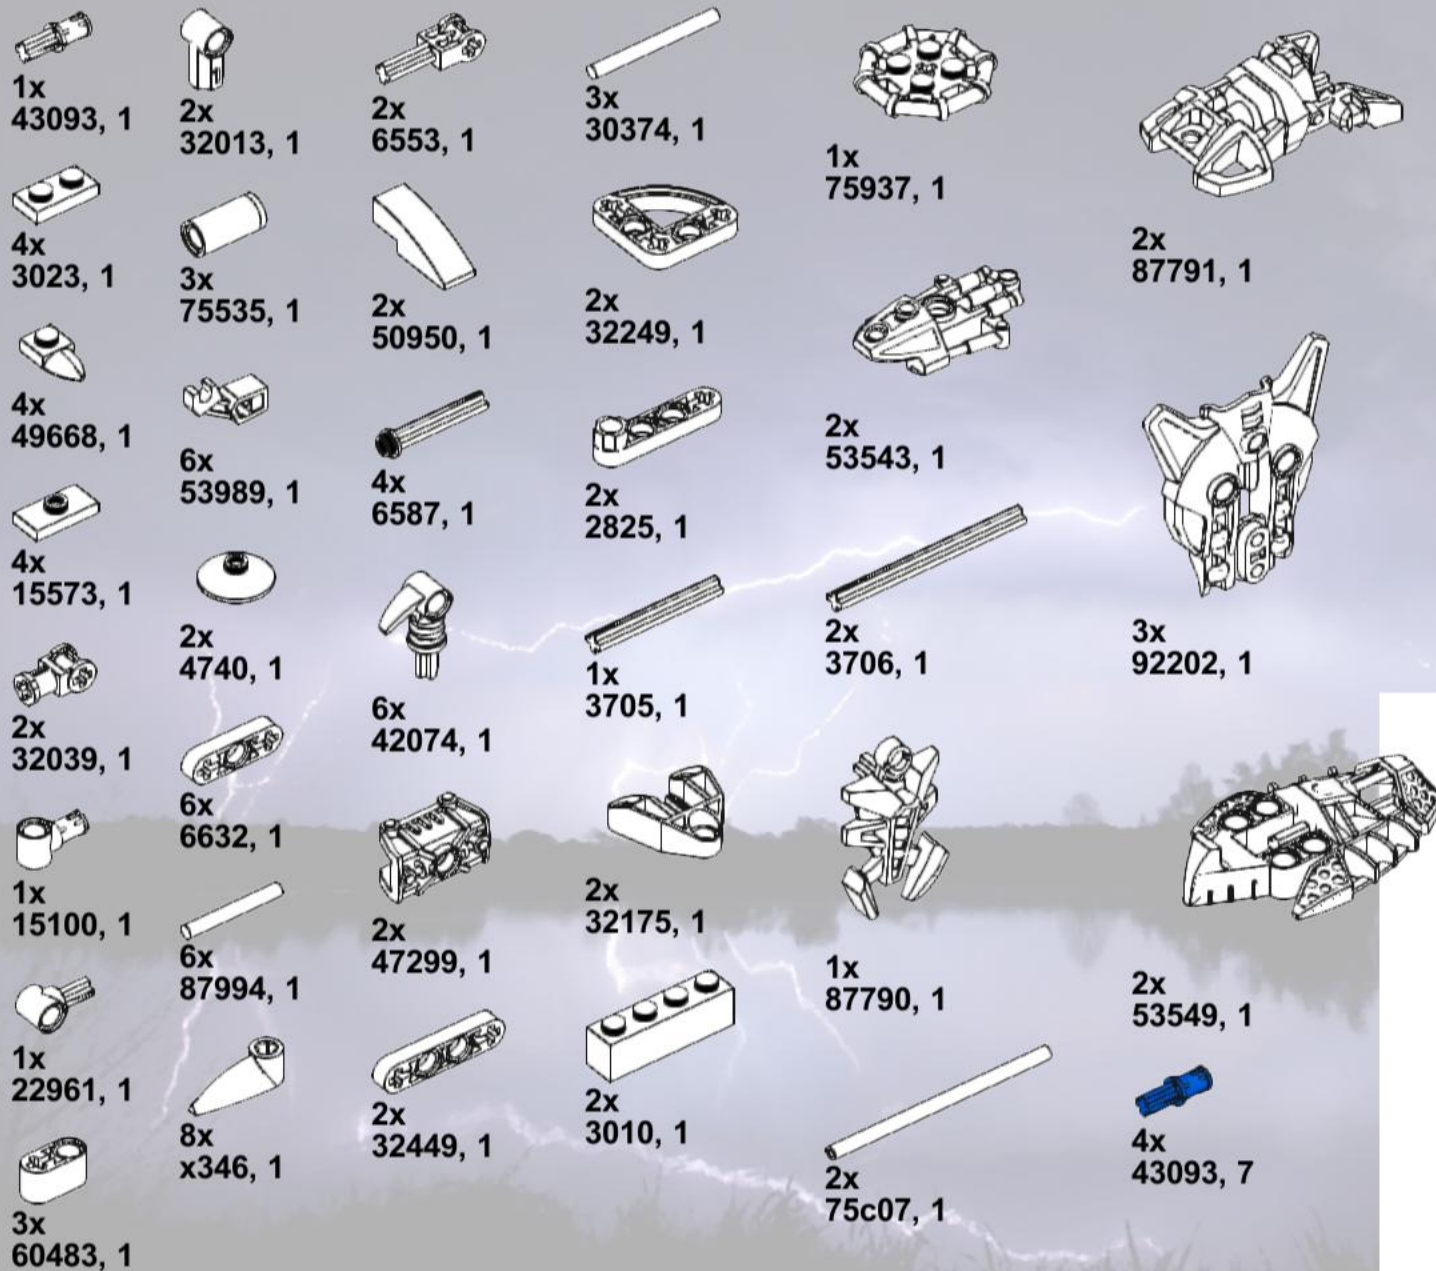 1x
43093, 1
4x
3023, 1
4x
49668, 1
4x
15573, 1
2x
32039, 1
1x
15100, 1
1x
22961, 1
3x
60483, 1
2x
32013, 1
3x
75535, 1
6x
53989, 1
2x
4740, 1
6x
6632, 1
6x
87994, 1
8x
x346, 1
2x
6553, 1
2x
50950, 1
4x
6587, 1
6x
42074, 1
2x
47299, 1
2x
32449, 1
3x
30374, 1
2x
32249, 1
2x
2825, 1
1x
3705, 1
2x
32175, 1
2x
3010, 1
1x
75937, 1
2x
53543, 1
2x
3706, 1
1x
87790, 1
2x
75c07, 1
2x
87791, 1
3x
92202, 1
2x
53549, 1
4x
43093, 7